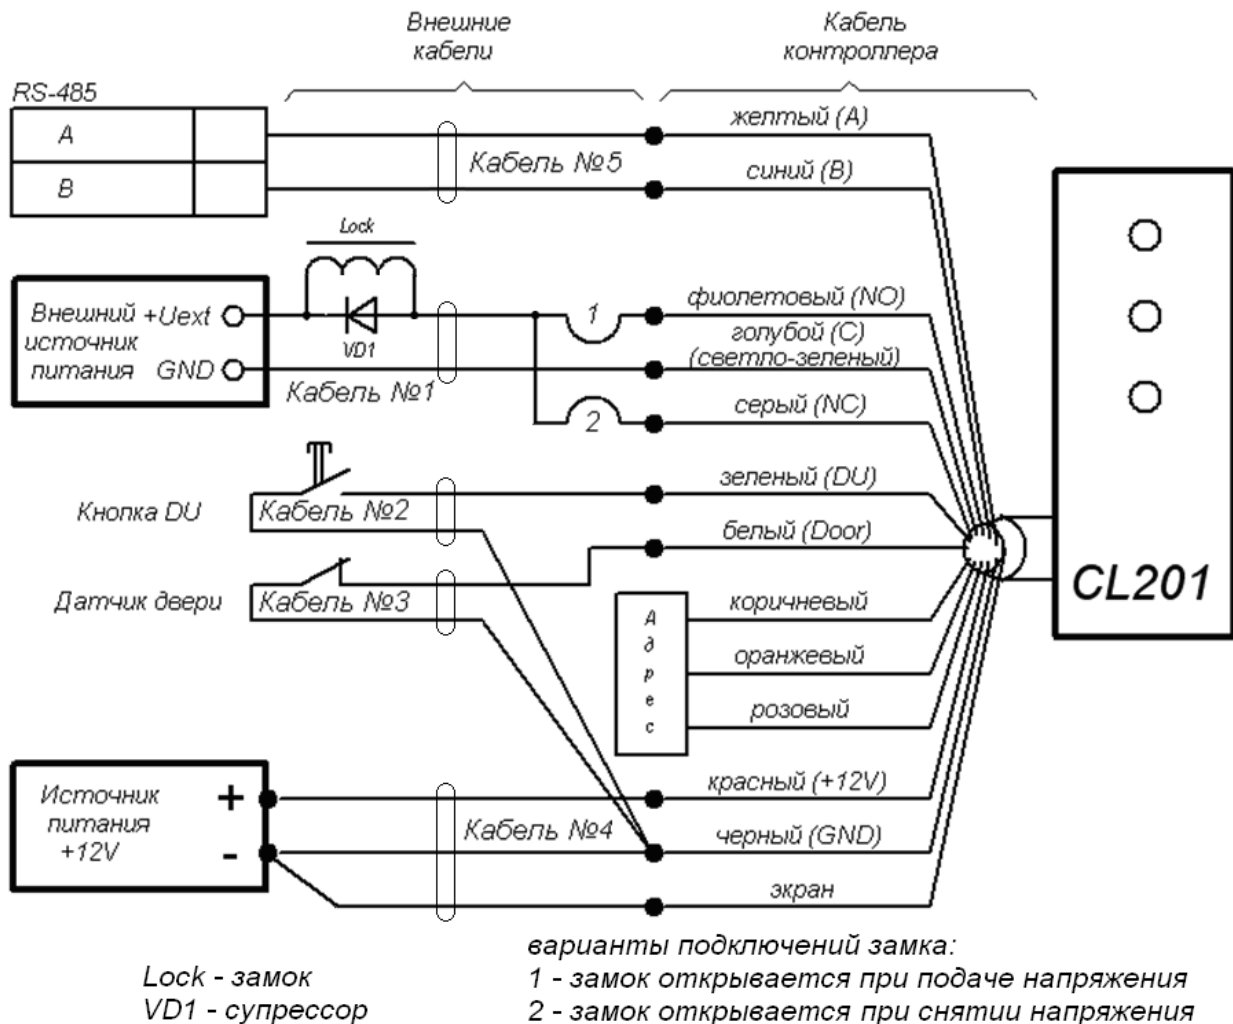 Внешние
кабели
Кабель
контроллера
RS-485
A
B
Кабель №5
желтый (A)
синий (B)
Lock
VD1
Внешний +Uext
источник
питания GND
Кабель №1
1
2
фиолетовый (NO)
голубой (C)
(светло-зеленый)
серый (NC)
Кнопка DU
Кабель №2
зеленый (DU)
белый (Door)
Датчик двери
Кабель №3
Адрес
коричневый
оранжевый
розовый
CL201
Источник
питания
+12V
+
-
Кабель №4
красный (+12V)
черный (GND)
экран
Lock - замок
VD1 - супрессор
варианты подключений замка:
1 - замок открывается при подаче напряжения
2 - замок открывается при снятии напряжения